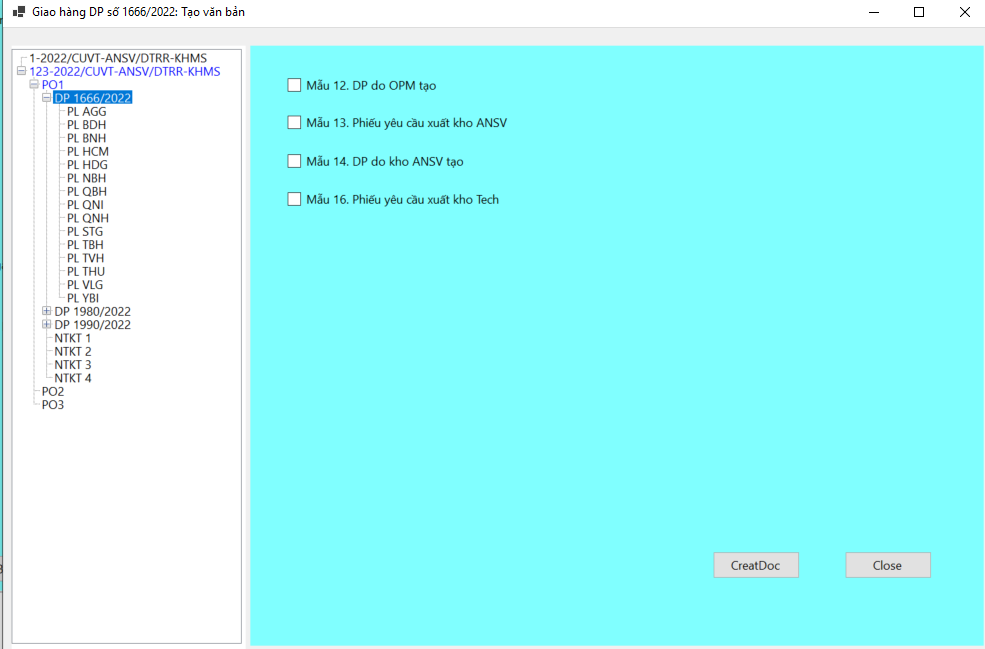 Giao hàng DP số 1666/2022: Tạo văn bản
1-2022/CUVT-ANSV/DTRR-KHMS
123-2022/CUVT-ANSV/DTRR-KHMS
PO1
DP 1666/2022
PL AGG
PL BDH
PL BNH
PL HCM
PL HDG
PL NBH
PL QBH
PL QNI
PL QNH
PL STG
PL TBH
PL TVH
PL THU
PL VLG
PL YBI
DP 1980/2022
DP 1990/2022
NTKT 1
NTKT 2
NTKT 3
NTKT 4
PO2
PO3
Mẫu 12. DP do OPM tạo
Mẫu 13. Phiếu yêu cầu xuất kho ANSV
Mẫu 14. DP do kho ANSV tạo
Mẫu 16. Phiếu yêu cầu xuất kho Tech
CreatDoc
Close